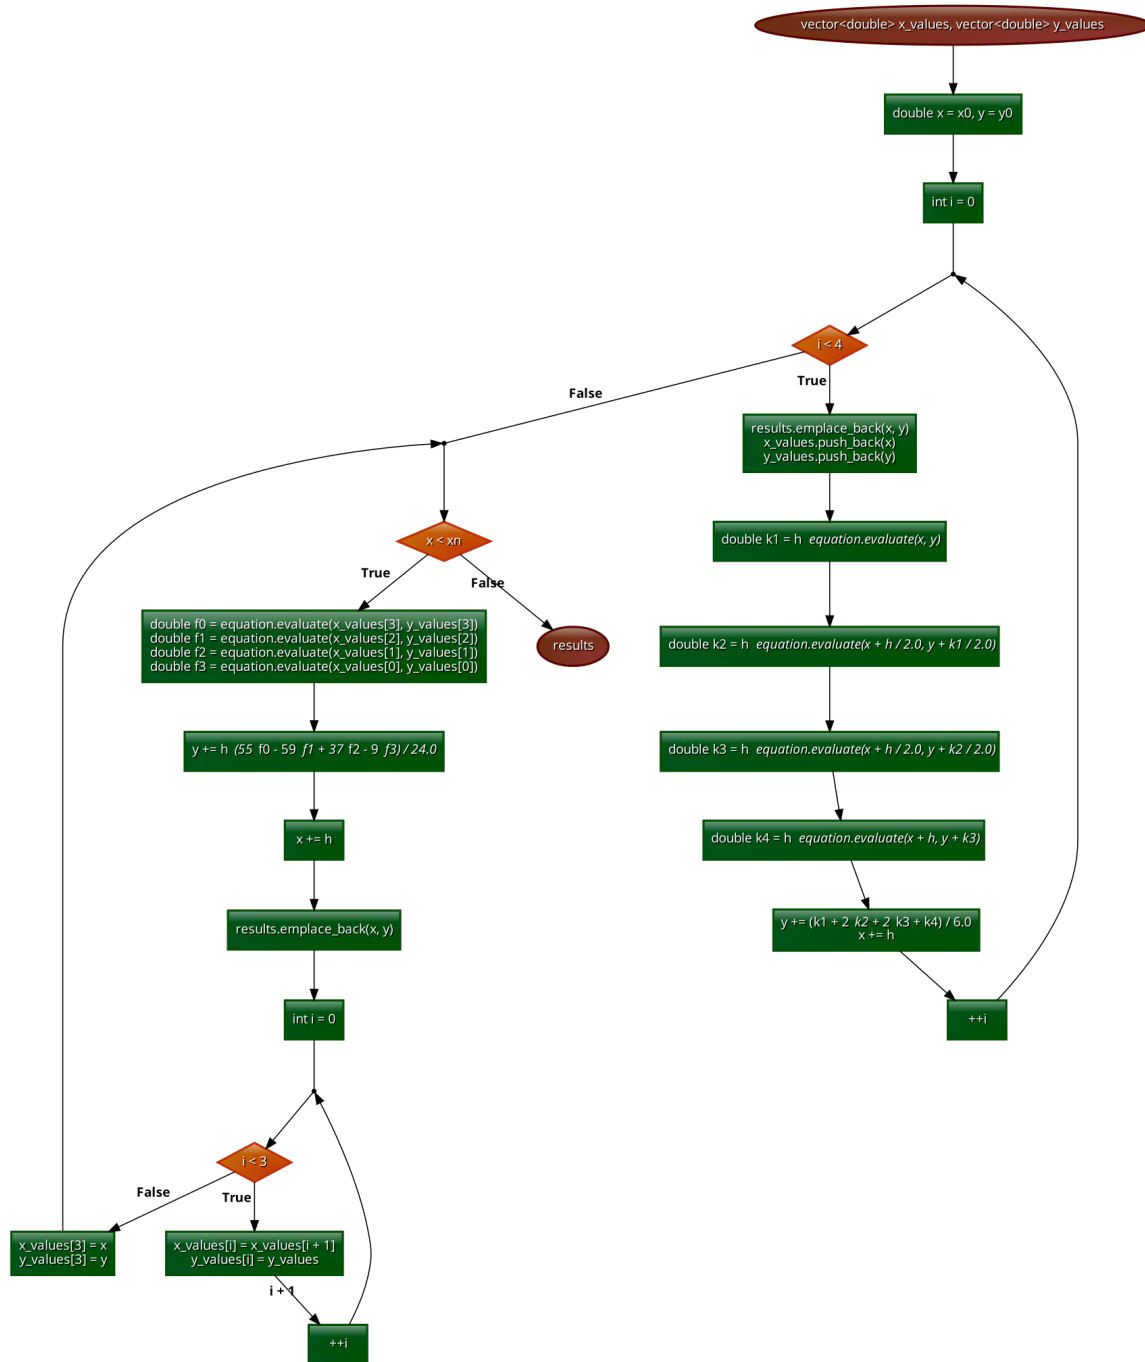 vector<double> x_values, vector<double> y_values
double x = x0, y = y0
int i = 0
i < 4
True
False
results.emplace_back(x, y)
x_values.push_back(x)
y_values.push_back(y)
double k1 = h equation.evaluate(x, y)
double k2 = h equation.evaluate(x + h / 2.0, y + k1 / 2.0)
double k3 = h equation.evaluate(x + h / 2.0, y + k2 / 2.0)
double k4 = h equation.evaluate(x + h, y + k3)
y += (k1 + 2 k2 + 2 k3 + k4) / 6.0
x += h
++i
x < xn
True
False
results
double f0 = equation.evaluate(x_values[3], y_values[3])
double f1 = equation.evaluate(x_values[2], y_values[2])
double f2 = equation.evaluate(x_values[1], y_values[1])
double f3 = equation.evaluate(x_values[0], y_values[0])
y += h (55 f0 - 59 f1 + 37 f2 - 9 f3) / 24.0
x += h
results.emplace_back(x, y)
int i = 0
i < 3
False
True
x_values[3] = x
y_values[3] = y
x_values[i] = x_values[i + 1]
y_values[i] = y_values
i + 1
++i